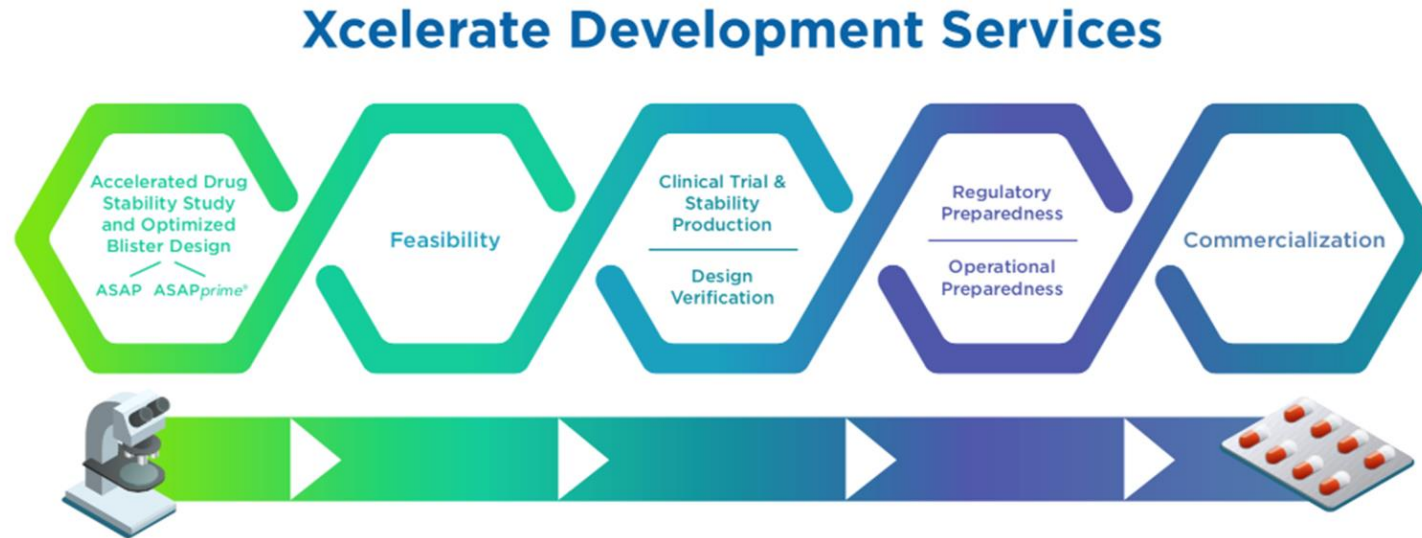 Xcelerate Development Services
Accelerated Drug
Stability Study
and Optimized
Blister Design
ASAP ASAPprime®
Feasibility
Clinical Trial &
Stability
Production
Design
Verification
Regulatory
Preparedness
Operational
Preparedness
Commercialization